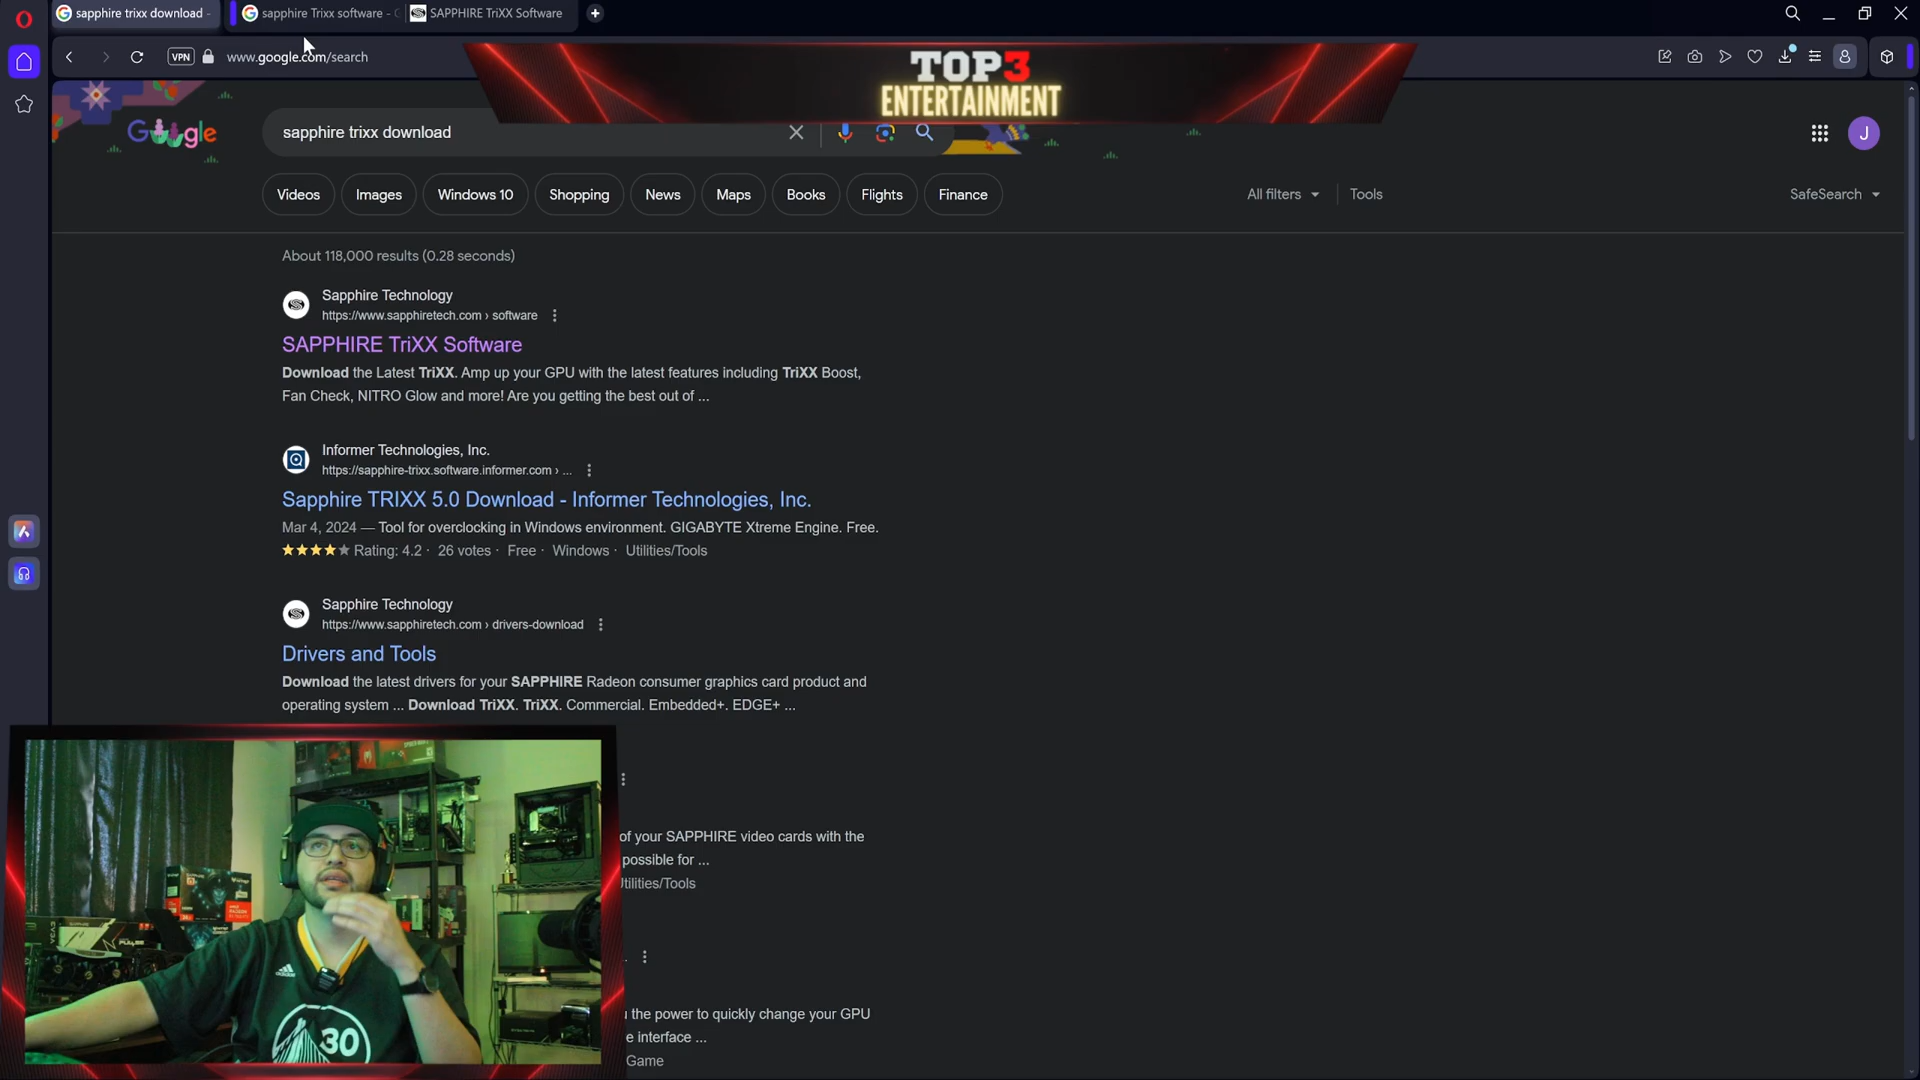 sapphire trixx download
sapphire Trixx software -
SAPPHIRE TriXX Software
VPN
www.google.com/search
TOP3
ENTERTAINMENT
Google
sapphire trixx download
J
Videos
Images
Windows 10
Shopping
News
Maps
Books
Flights
Finance
All filters
Tools
SafeSearch
About 118,000 results (0.28 seconds)
Sapphire Technology
https://www.sapphiretech.com › software
SAPPHIRE TriXX Software
Download the Latest TriXX. Amp up your GPU with the latest features including TriXX Boost,
Fan Check, NITRO Glow and more! Are you getting the best out of ...
Informer Technologies, Inc.
https://sapphire-trixx.software.informer.com › ...
Sapphire TRIXX 5.0 Download - Informer Technologies, Inc.
Mar 4, 2024 — Tool for overclocking in Windows environment. GIGABYTE Xtreme Engine. Free.
Rating: 4.2 · 26 votes · Free · Windows · Utilities/Tools
Sapphire Technology
https://www.sapphiretech.com › drivers-download
Drivers and Tools
Download the latest drivers for your SAPPHIRE Radeon consumer graphics card product and
operating system ... Download TriXX. TriXX. Commercial. Embedded+. EDGE+ ...
of your SAPPHIRE video cards with the
possible for ...
Utilities/Tools
the power to quickly change your GPU
e interface ...
Game
adidas
30
PULSE